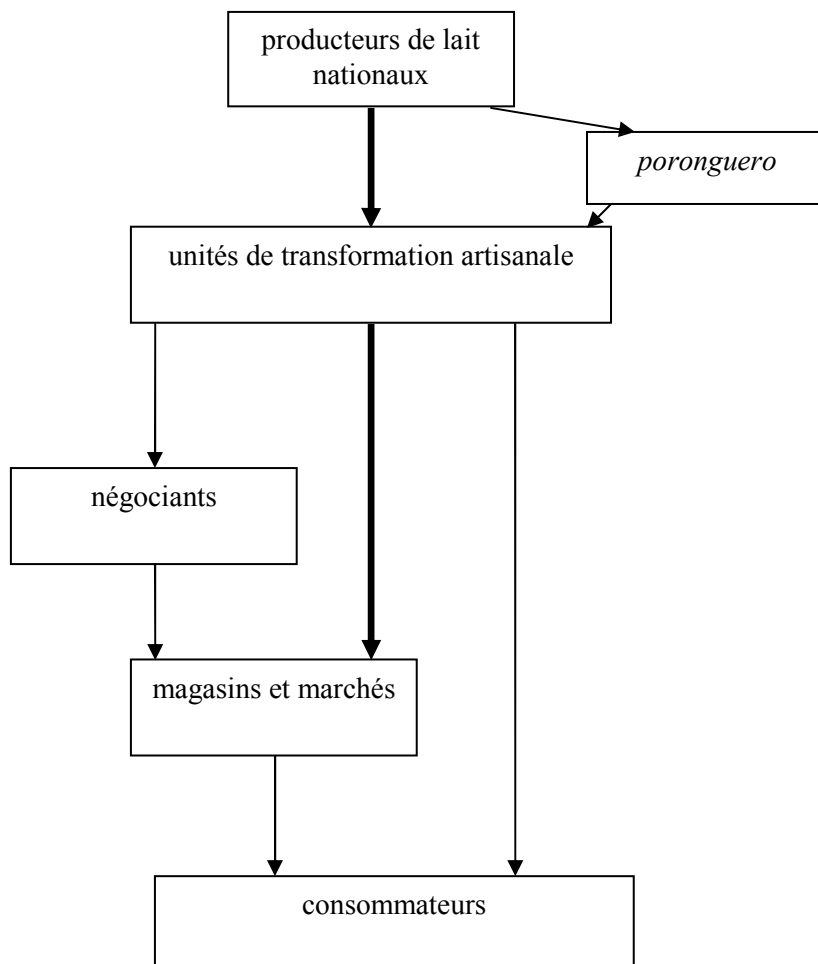 producteurs de lait
nationaux
poronguero
unités de transformation artisanale
négociants
magasins et marchés
consommateurs